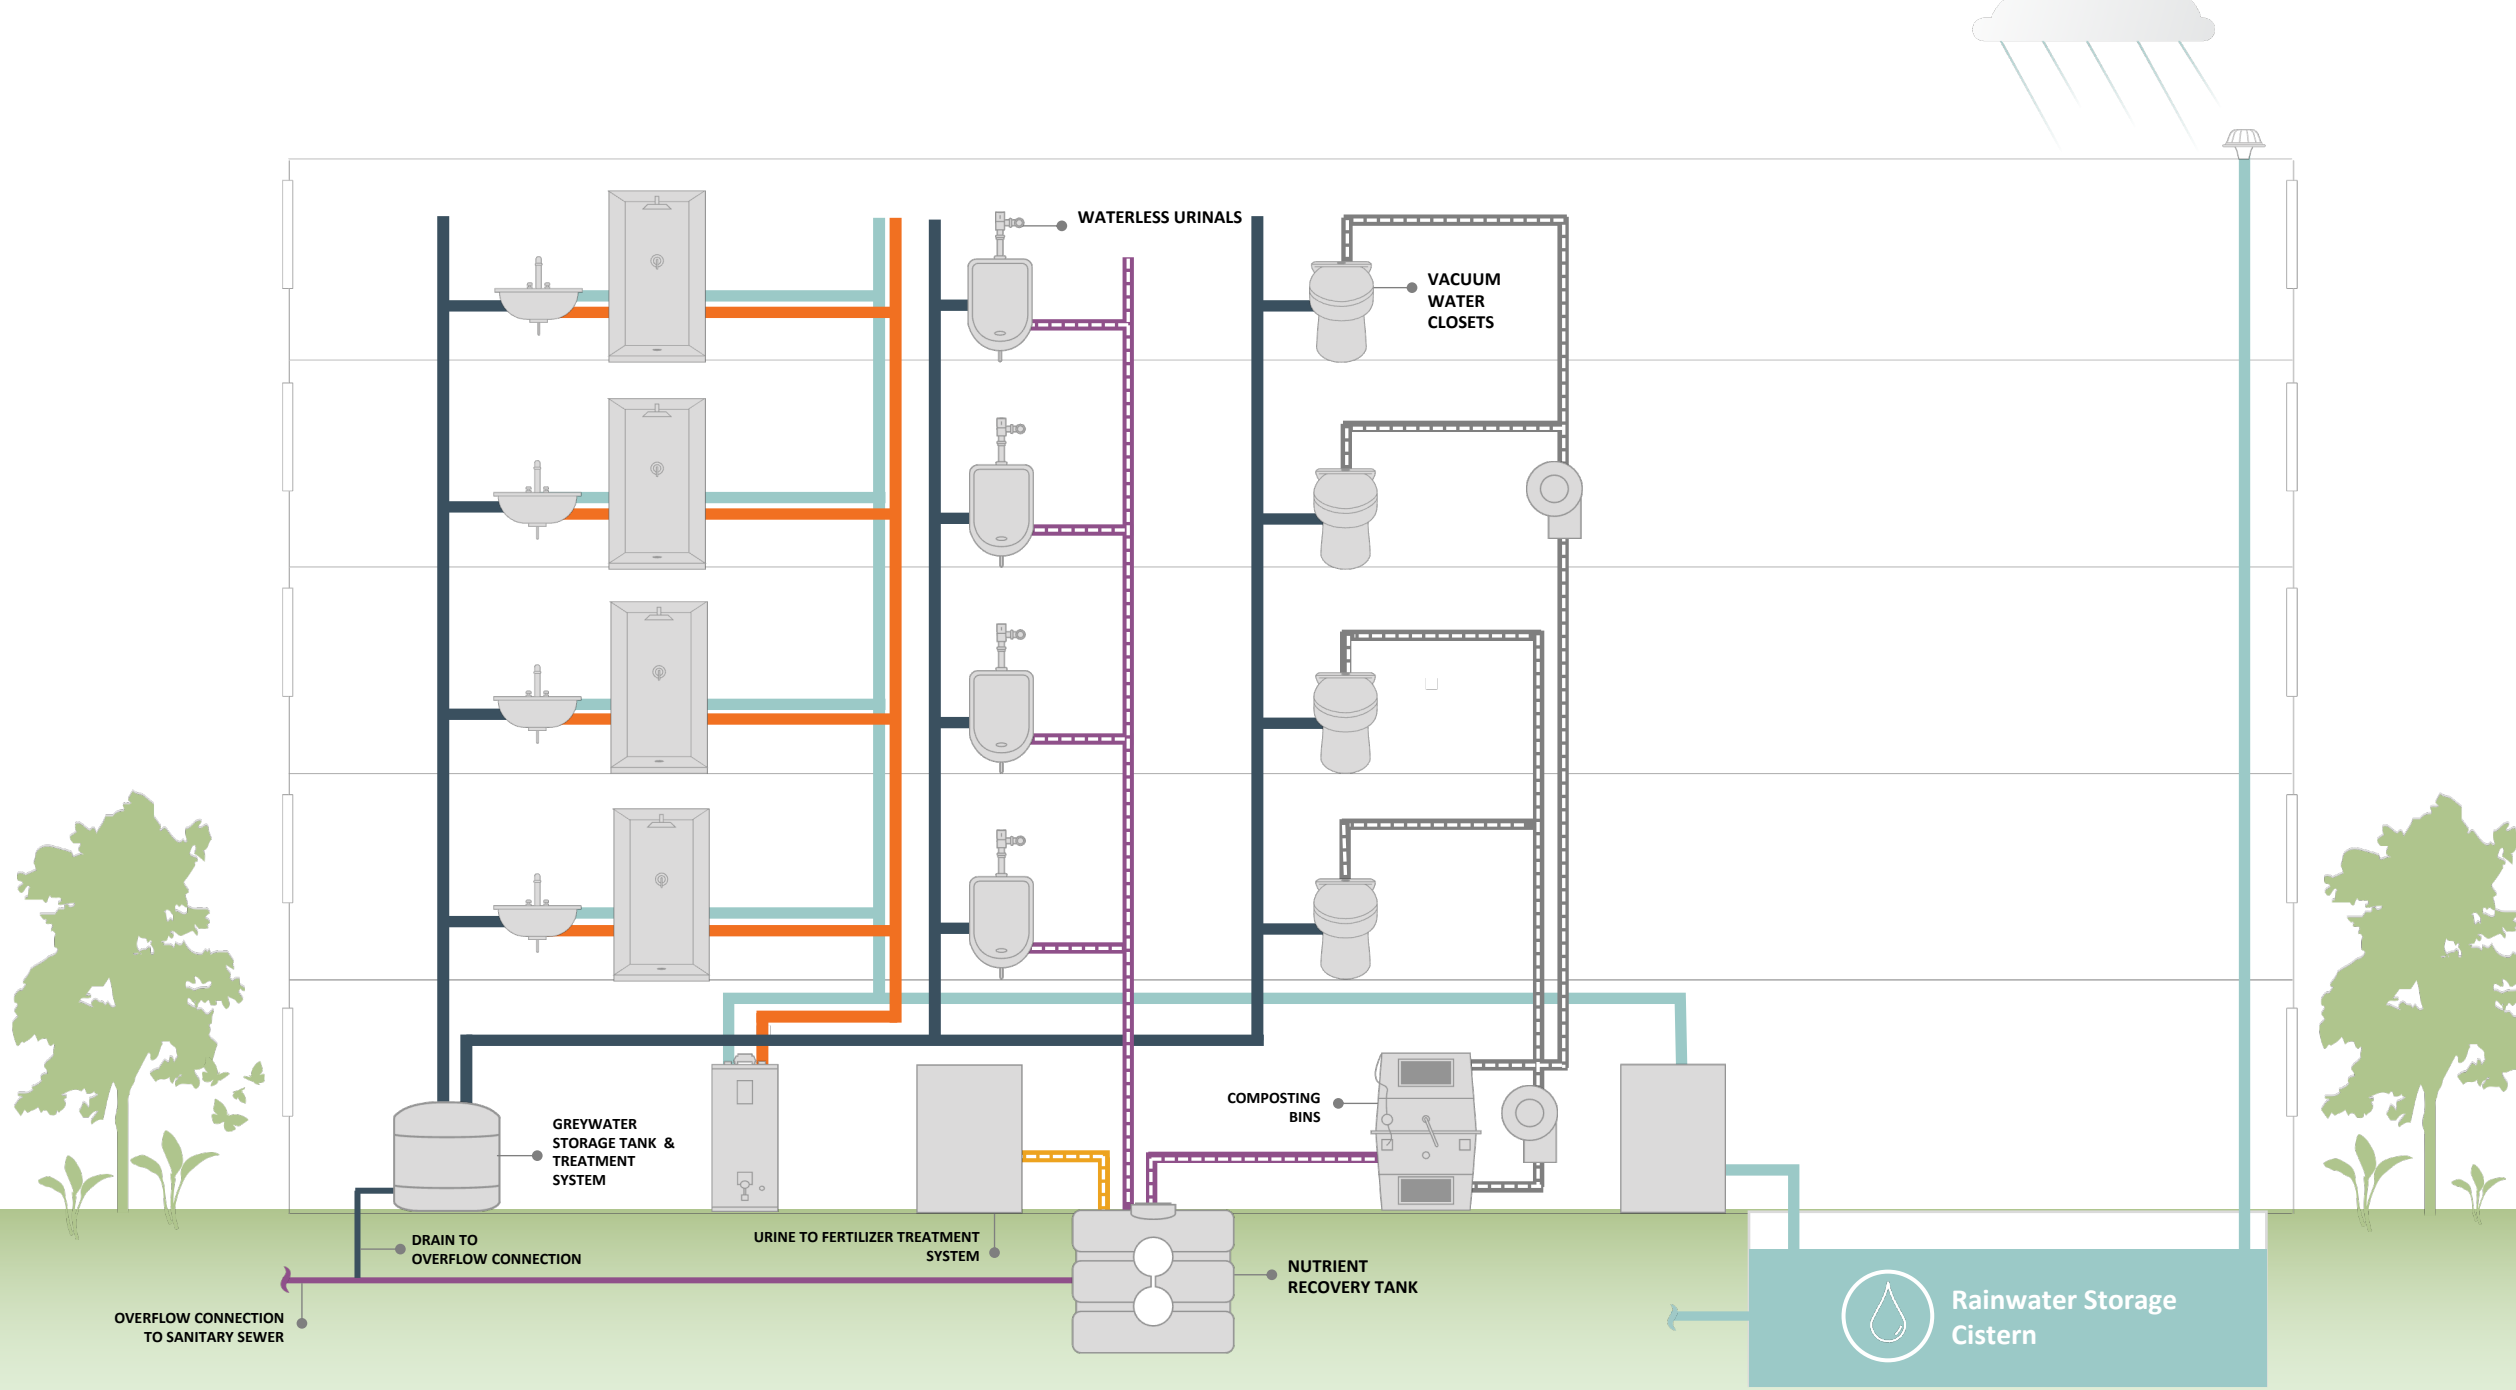 WATERLESS URINALS
VACUUM
WATER
CLOSETS
COMPOSTING
BINS
GREYWATER
STORAGE TANK &
TREATMENT
SYSTEM
DRAIN TO
OVERFLOW CONNECTION
URINE TO FERTILIZER TREATMENT
SYSTEM
NUTRIENT
RECOVERY TANK
OVERFLOW CONNECTION
TO SANITARY SEWER
Rainwater Storage
Cistern